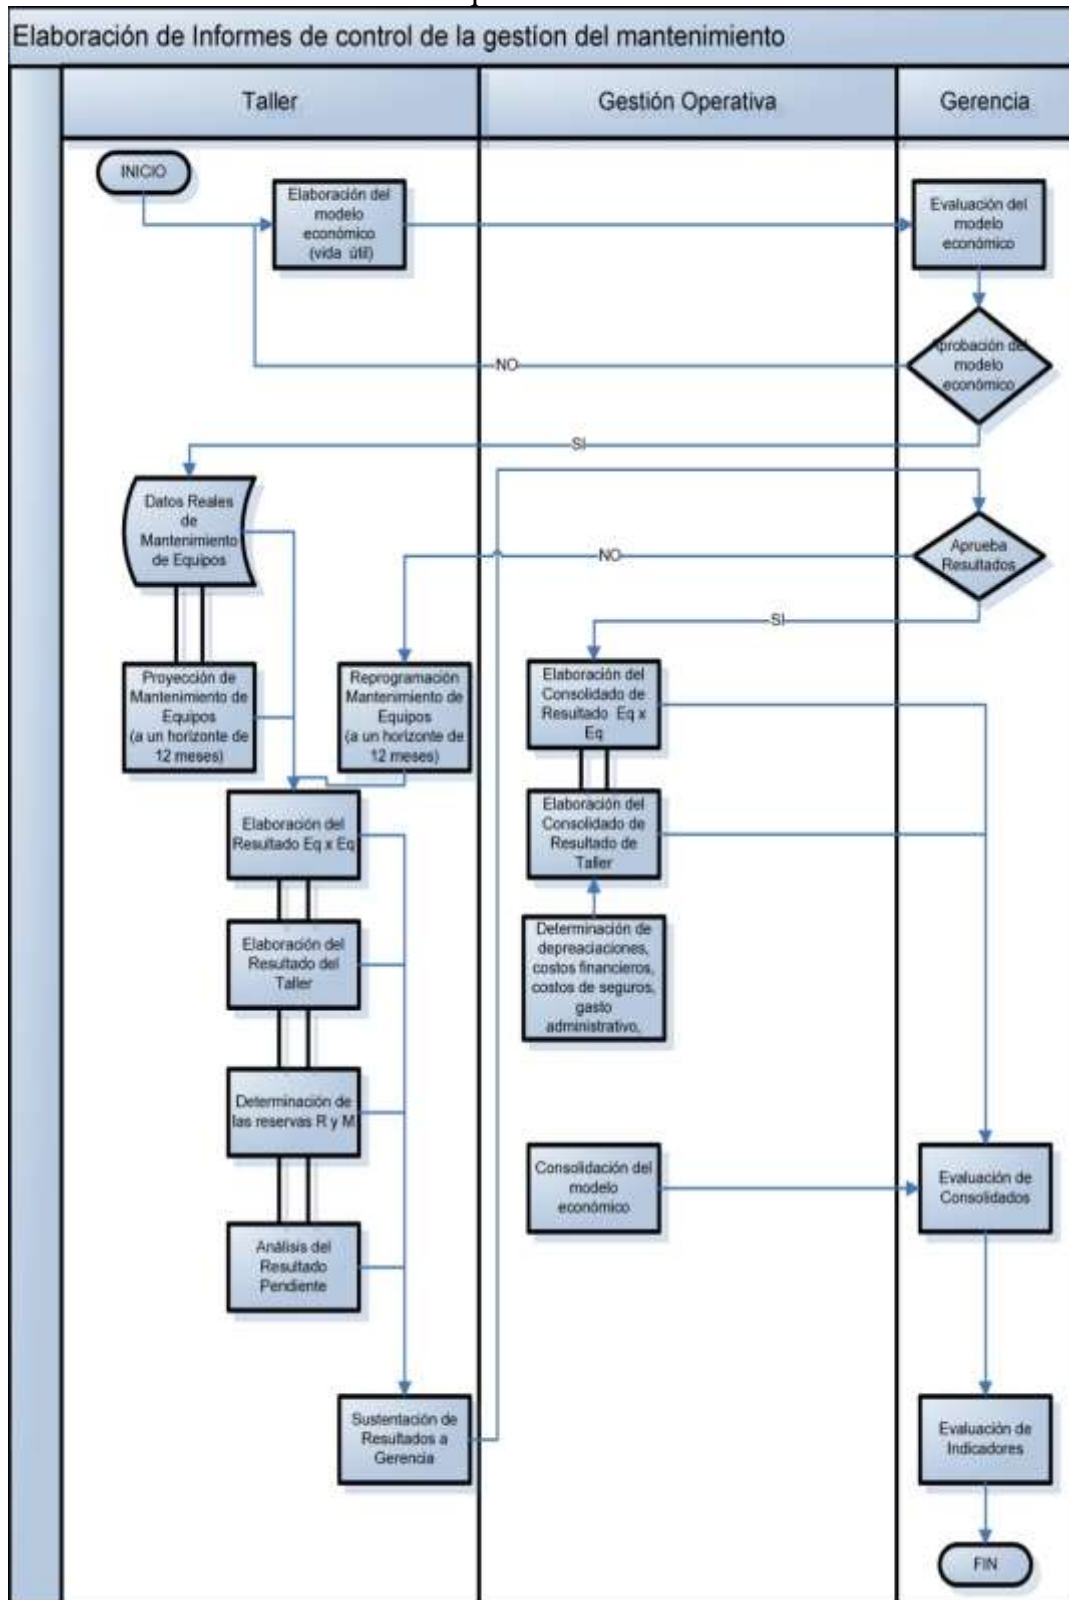 Elaboración de Informes de control de la gestíon del mantenimiento
Taller
Gestión Operativa
Gerencia
INICIO
Elaboración del
modelo
económico
(vida útil)
Evaluación del
modelo
económico
Aprobación del
modelo
económico
NO
SI
Datos Reales
de
Mantenimiento
de Equipos
Aprueba
Resultados
NO
SI
Proyección de
Mantenimiento de
Equipos
(a un horizonte de
12 meses)
Reprogramación
Mantenimiento de
Equipos
(a un horizonte de
12 meses)
Elaboración del
Consolidado de
Resultado Eq x
Eq
Elaboración del
Resultado Eq x Eq
Elaboración del
Consolidado de
Resultado de
Taller
Elaboración del
Resultado del
Taller
Determinación de
depreaciaciones,
costos financieros,
costos de seguros,
gasto
administrativo,
Determinación de
las reservas R y M
Consolidación del
modelo
económico
Evaluación de
Consolidados
Análisis del
Resultado
Pendiente
Sustentación de
Resultados a
Gerencia
Evaluación de
Indicadores
FIN